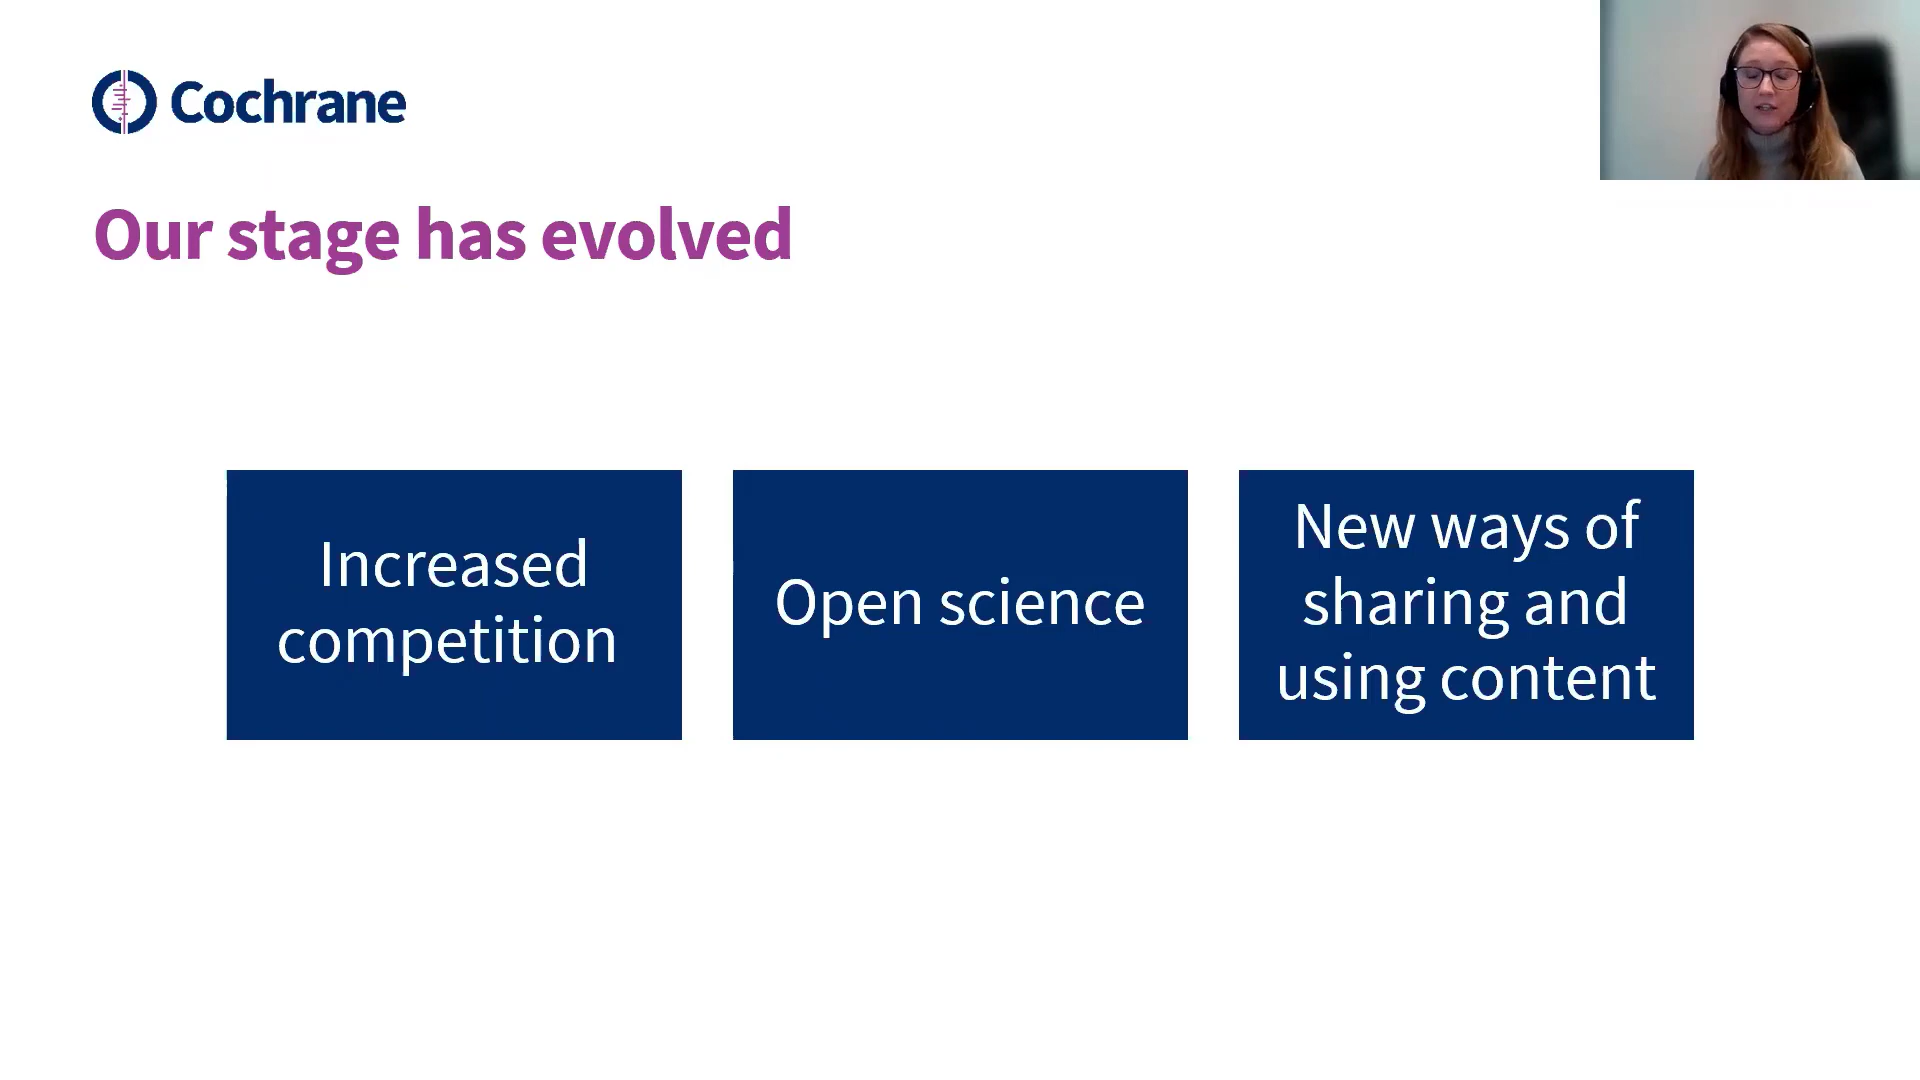 Cochrane
Our stage has evolved
Increased
competition
Open science
New ways of
sharing and
using content